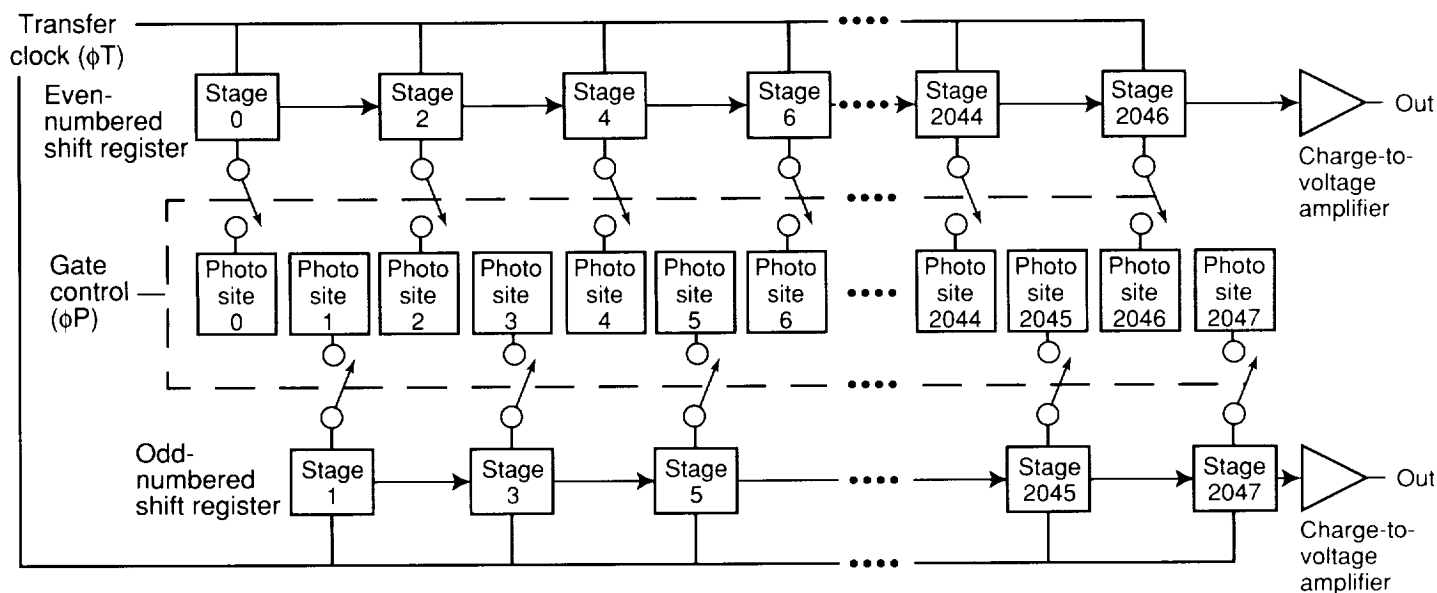 Transfer
clock (ϕT)
Even-
numbered
shift register
Stage
0
Stage
2
Stage
4
Stage
6
Stage
2044
Stage
2046
Out
Charge-to-
voltage
amplifier
Gate
control
(ϕP)
Photo
site
0
Photo
site
1
Photo
site
2
Photo
site
3
Photo
site
4
Photo
site
5
Photo
site
6
Photo
site
2044
Photo
site
2045
Photo
site
2046
Photo
site
2047
Odd-
numbered
shift register
Stage
1
Stage
3
Stage
5
Stage
2045
Stage
2047
Out
Charge-to-
voltage
amplifier